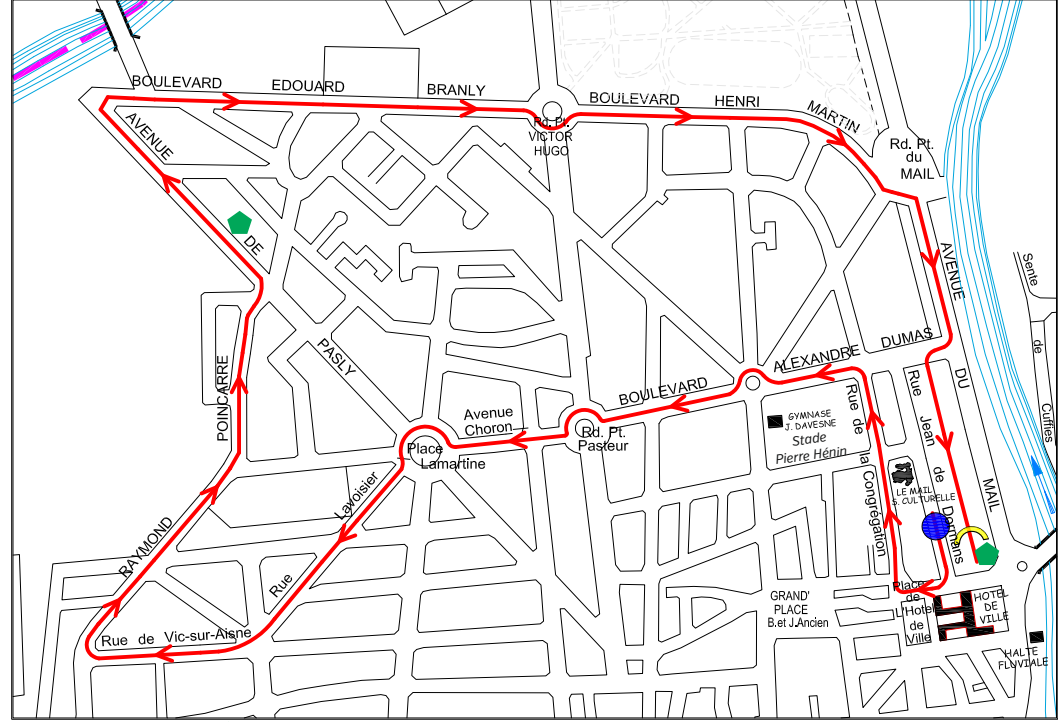 BOULEVARD EDOUARD BRANLY
BOULEVARD HENRI MARTIN
Rd. Pt.
VICTOR
HUGO
Rd. Pt.
du
MAIL
AVENUE
DE
AVENUE
DU
MAIL
Sente
de
Cuffies
PASLY
POINCARRE
BOULEVARD ALEXANDRE DUMAS
Avenue
Choron
Rd. Pt.
Pasteur
Place
Lamartine
GYMNASE
J. DAVESNE
Stade
Pierre Hénin
Rue de la Congrégation
Rue Jean de Dormans
LE MAIL
S. CULTURELLE
Lavoisier
Rue
RAYMOND
Rue de Vic-sur-Aisne
GRAND'
PLACE
B.et J.Ancien
Place
de
L'Hotel
de
Ville
HOTEL
DE
VILLE
HALTE
FLUVIALE